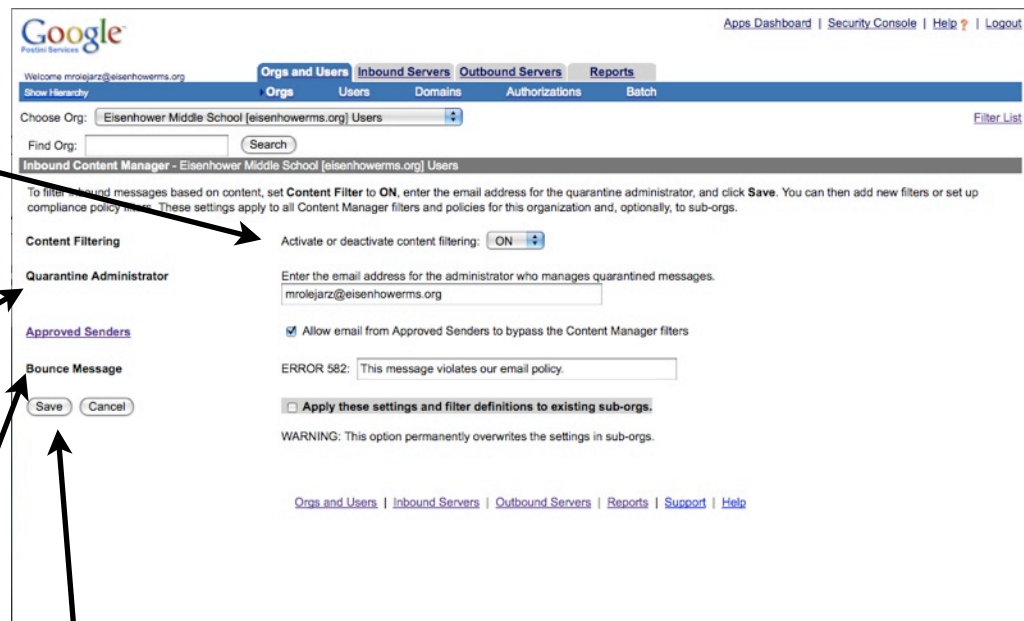 Google
Postini Services
Apps Dashboard | Security Console | Help ? | Logout
Welcome mrolejarz@eisenhowerms.org
Orgs and Users Inbound Servers Outbound Servers Reports
Show Hierarchy Orgs Users Domains Authorizations Batch
Choose Org: Eisenhower Middle School [eisenhowerms.org] Users
Filter List
Find Org: Search
Inbound Content Manager - Eisenhower Middle School [eisenhowerms.org] Users
To filter inbound messages based on content, set Content Filter to ON, enter the email address for the quarantine administrator, and click Save. You can then add new filters or set up
compliance policy filters. These settings apply to all Content Manager filters and policies for this organization and, optionally, to sub-orgs.
Content Filtering Activate or deactivate content filtering: ON
Quarantine Administrator Enter the email address for the administrator who manages quarantined messages.
mrolejarz@eisenhowerms.org
Approved Senders Allow email from Approved Senders to bypass the Content Manager filters
Bounce Message ERROR 582: This message violates our email policy.
Save Cancel Apply these settings and filter definitions to existing sub-orgs.
WARNING: This option permanently overwrites the settings in sub-orgs.
Orgs and Users | Inbound Servers | Outbound Servers | Reports | Support | Help